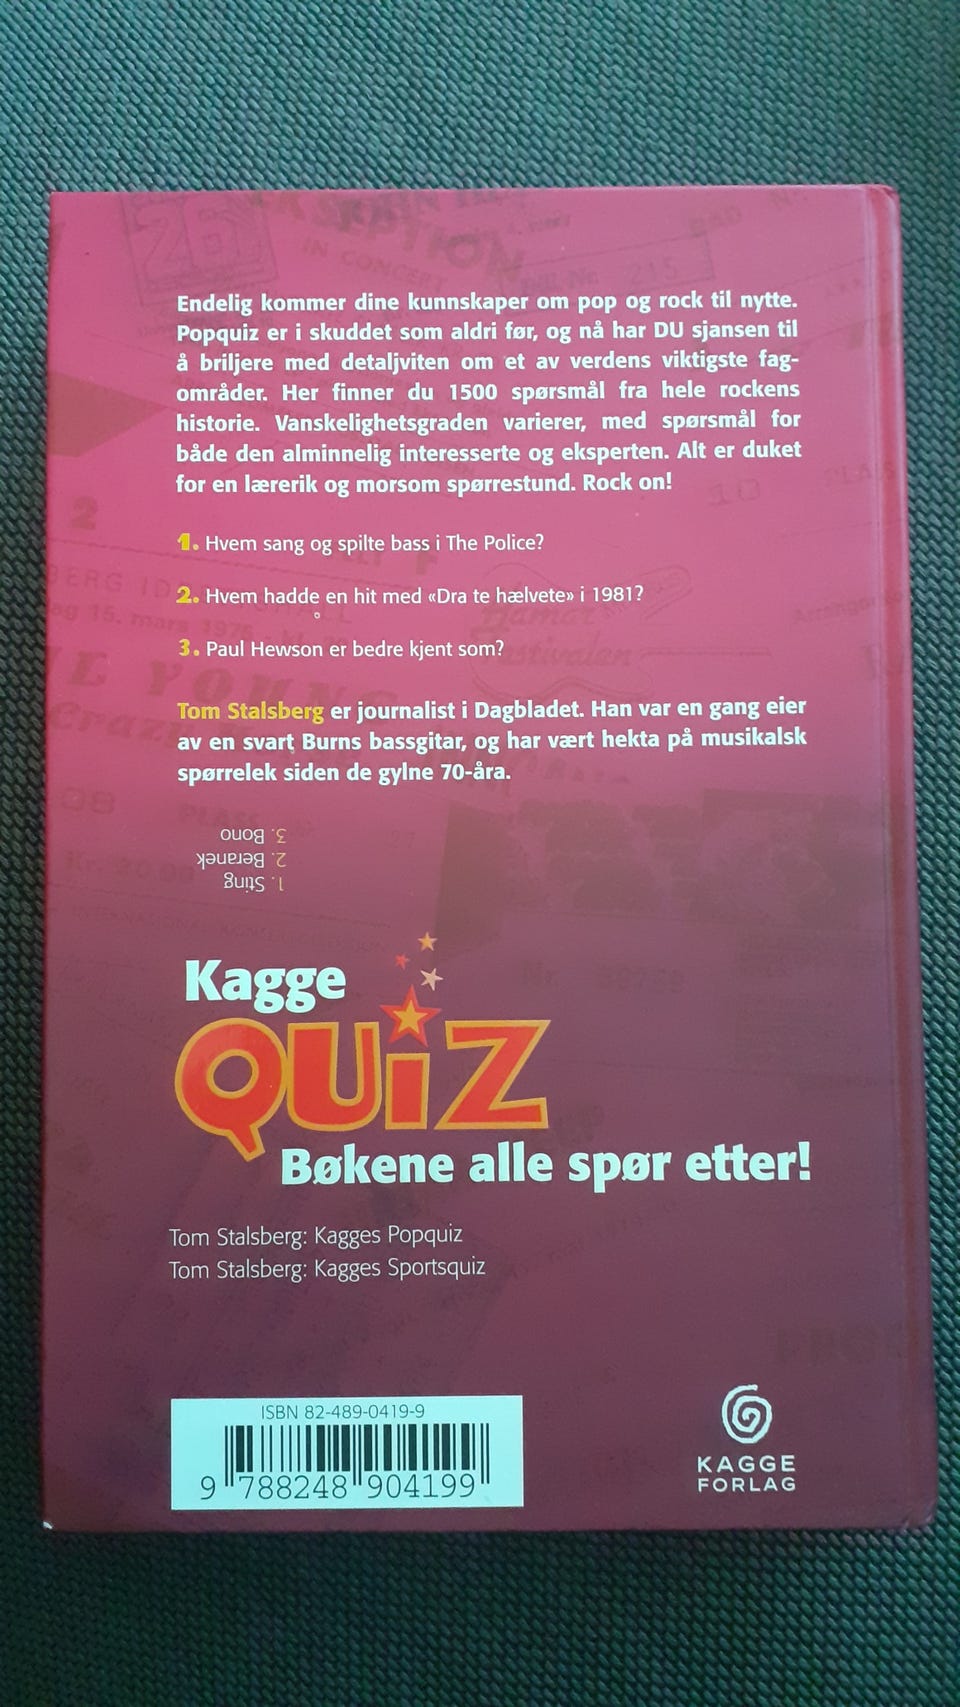 Endelig kommer dine kunnskaper om pop og rock til nytte.
Popquiz er i skuddet som aldri før, og nå har DU sjansen til
å briljere med detaljviten om et av verdens viktigste fag-
områder. Her finner du 1500 spørsmål fra hele rockens
historie. Vanskelighetsgraden varierer, med spørsmål for
både den alminnelig interesserte og eksperten. Alt er duket
for en lærerik og morsom spørrestund. Rock on!
1. Hvem sang og spilte bass i The Police?
2. Hvem hadde en hit med «Dra te hælvete» i 1981?
3. Paul Hewson er bedre kjent som?
Tom Stalsberg er journalist i Dagbladet. Han var en gang eier
av en svart Burns bassgitar, og har vært hekta på musikalsk
spørrelek siden de gylne 70-åra.
1. Sting
2. Beranek
3. Bono
Kagge
QUiZ
Bøkene alle spør etter!
Tom Stalsberg: Kagges Popquiz
Tom Stalsberg: Kagges Sportsquiz
ISBN 82-489-0419-9
9 788248 904199
KAGGE
FORLAG